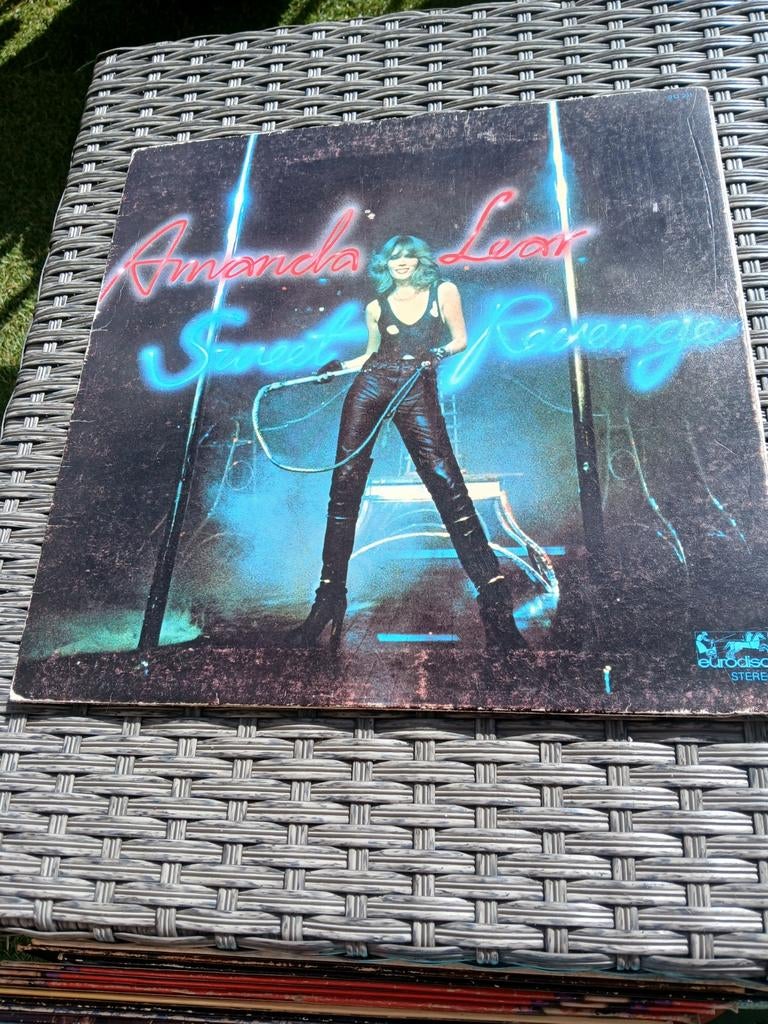 Amanda Lear
Sweet Revenge
eurodisc
STEREO